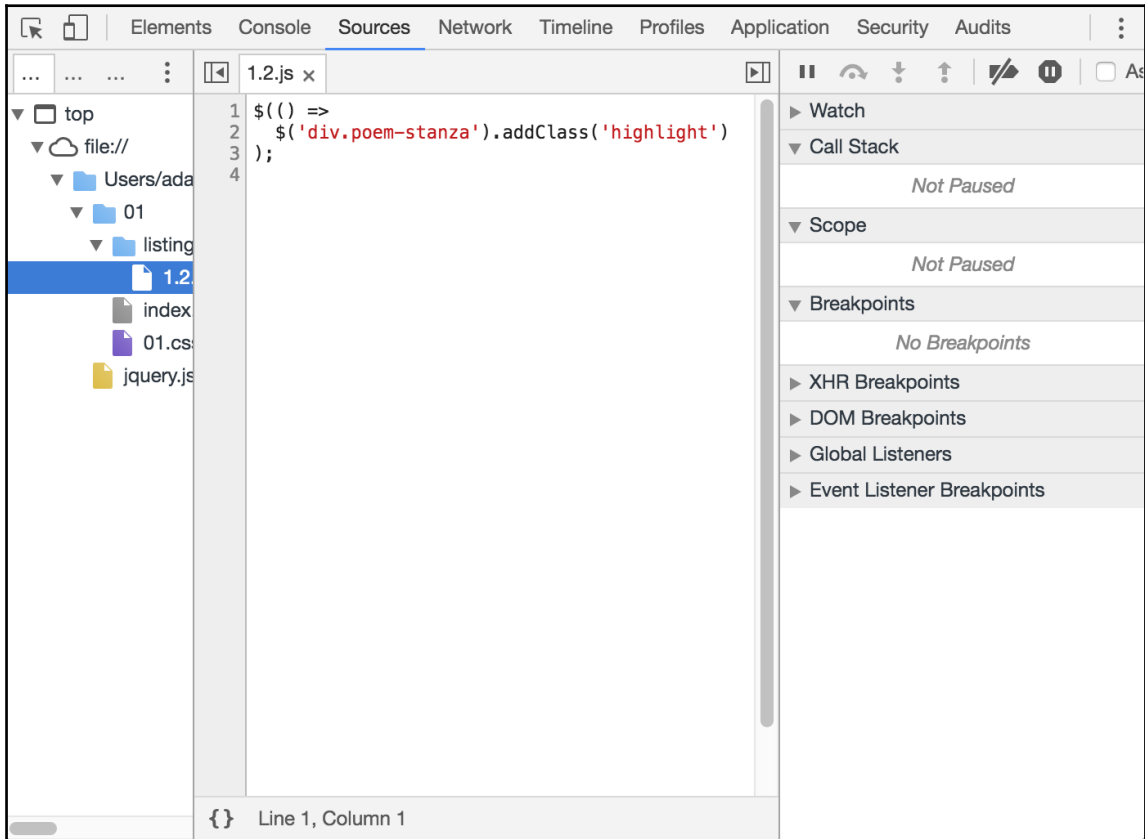 Elements Console Sources Network Timeline Profiles Application Security Audits
... ... ...
1.2.js ×
As
top
file://
Users/ada
01
listing
1.2.
index
01.cs
jquery.js
1 $(() =>
2   $('div.poem-stanza').addClass('highlight')
3 );
4
{} Line 1, Column 1
Watch
Call Stack
Not Paused
Scope
Not Paused
Breakpoints
No Breakpoints
XHR Breakpoints
DOM Breakpoints
Global Listeners
Event Listener Breakpoints